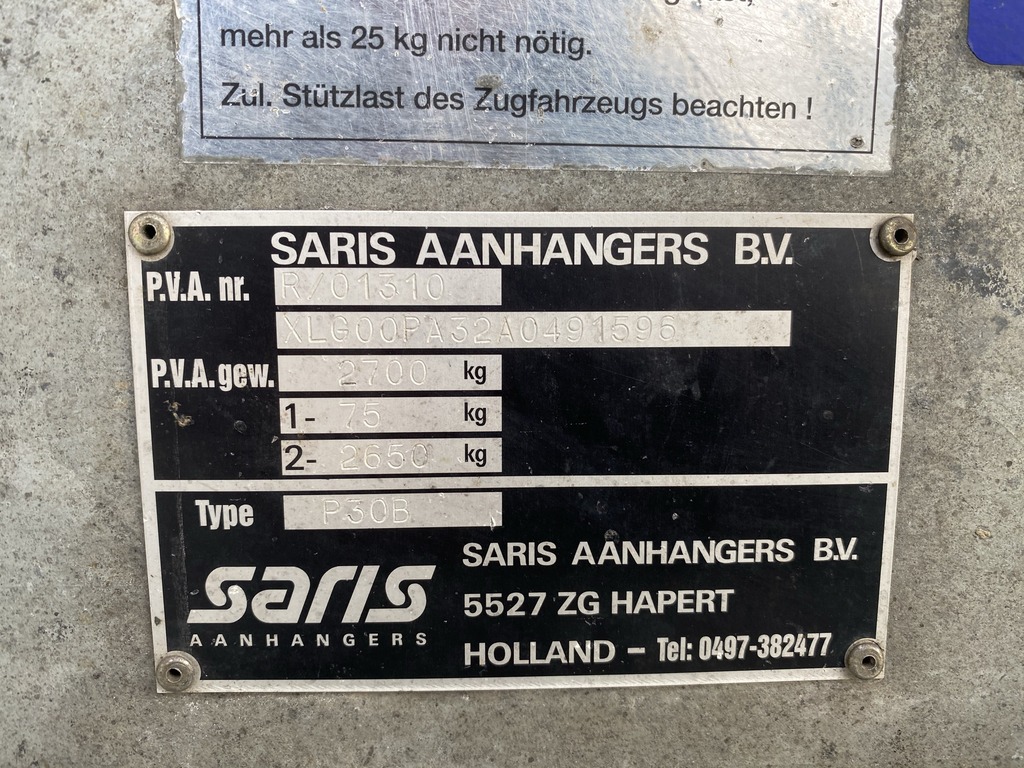 mehr als 25 kg nicht nötig.
Zul. Stützlast des Zugfahrzeugs beachten !
SARIS AANHANGERS B.V.
P.V.A. nr. R/01310
XLG00PA32A0491596
P.V.A. gew. 2700 kg
1- 75 kg
2- 2650 kg
Type P30B
saris
AANHANGERS
SARIS AANHANGERS B.V.
5527 ZG HAPERT
HOLLAND – Tel: 0497-382477